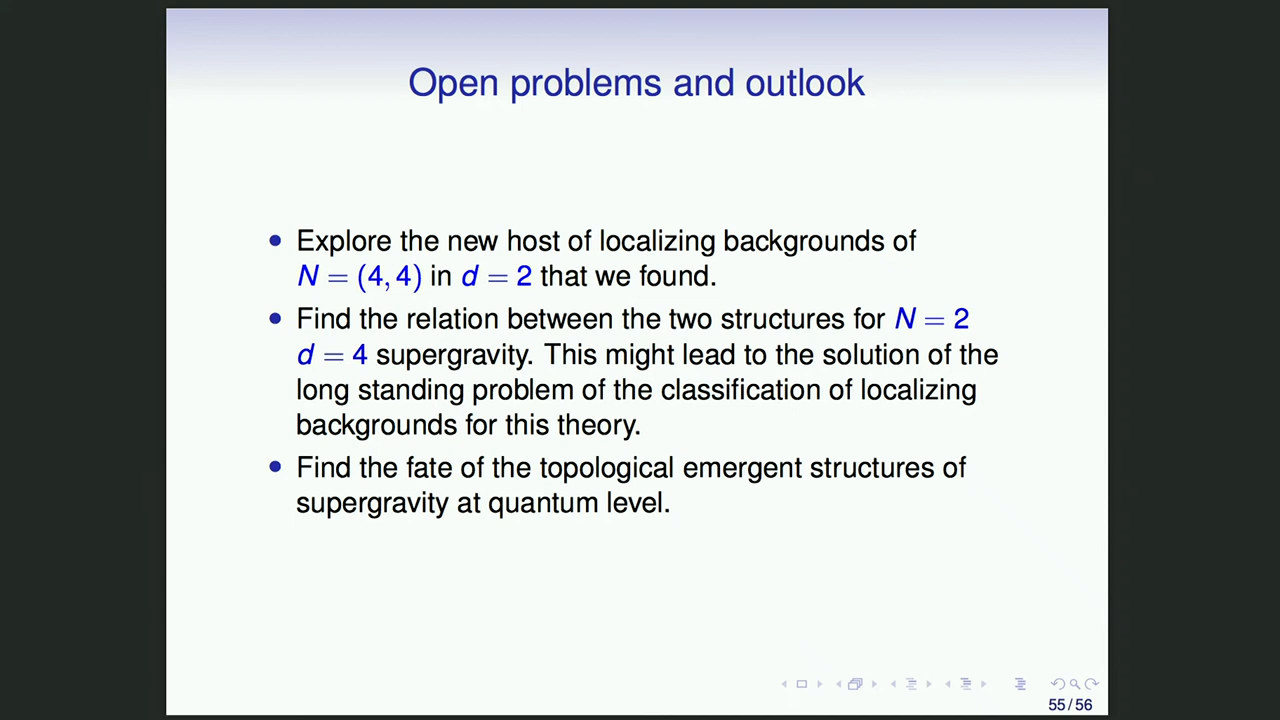 Open problems and outlook
• Explore the new host of localizing backgrounds of
N = (4, 4) in d = 2 that we found.
• Find the relation between the two structures for N = 2
d = 4 supergravity. This might lead to the solution of the
long standing problem of the classification of localizing
backgrounds for this theory.
• Find the fate of the topological emergent structures of
supergravity at quantum level.
55 / 56